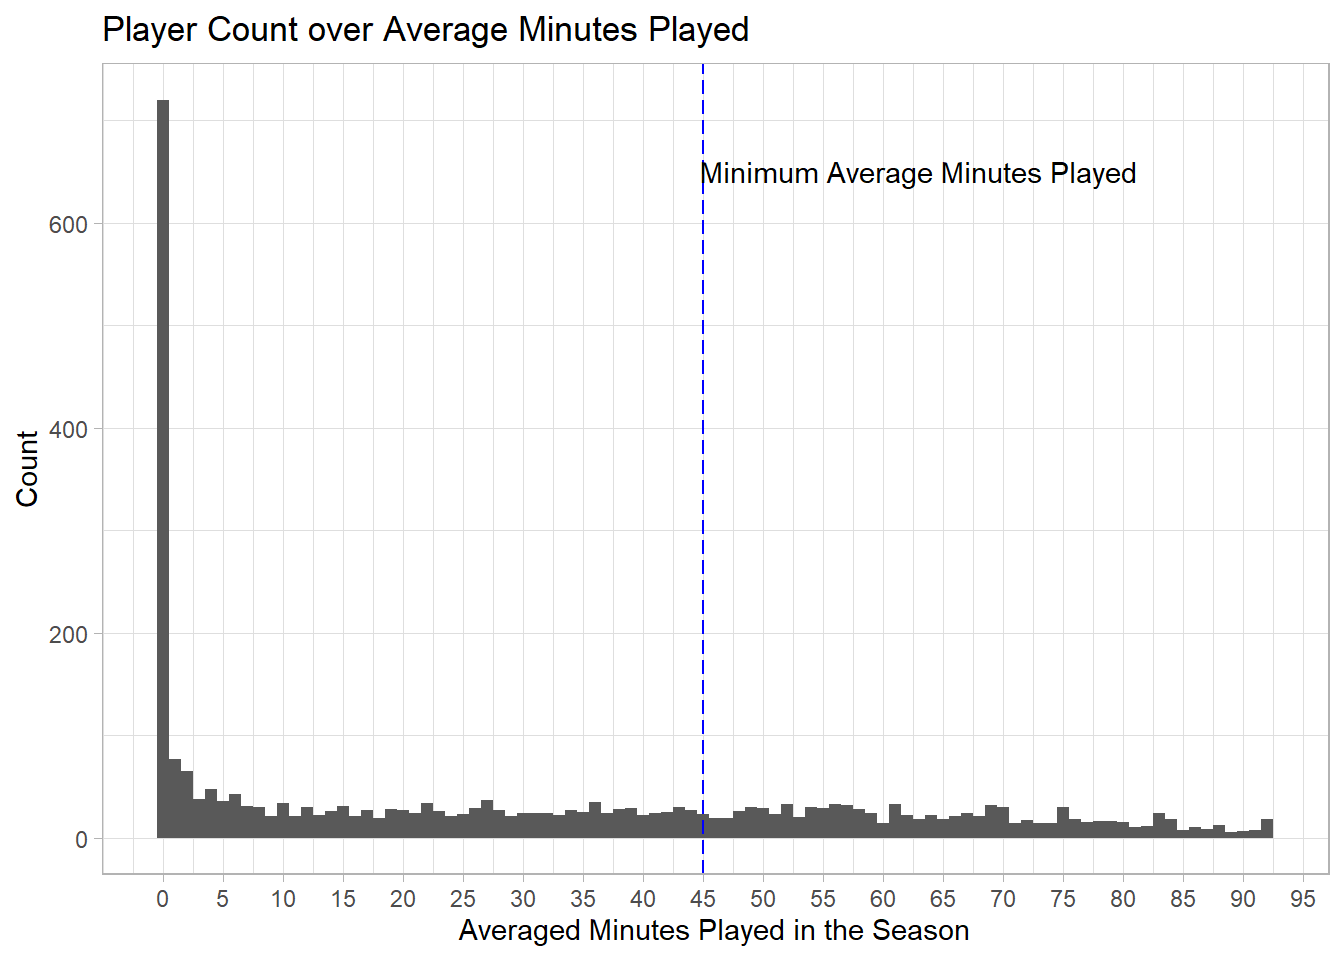 Player Count over Average Minutes Played
Minimum Average Minutes Played
600
400
200
0
Count
0 5 10 15 20 25 30 35 40 45 50 55 60 65 70 75 80 85 90 95
Averaged Minutes Played in the Season